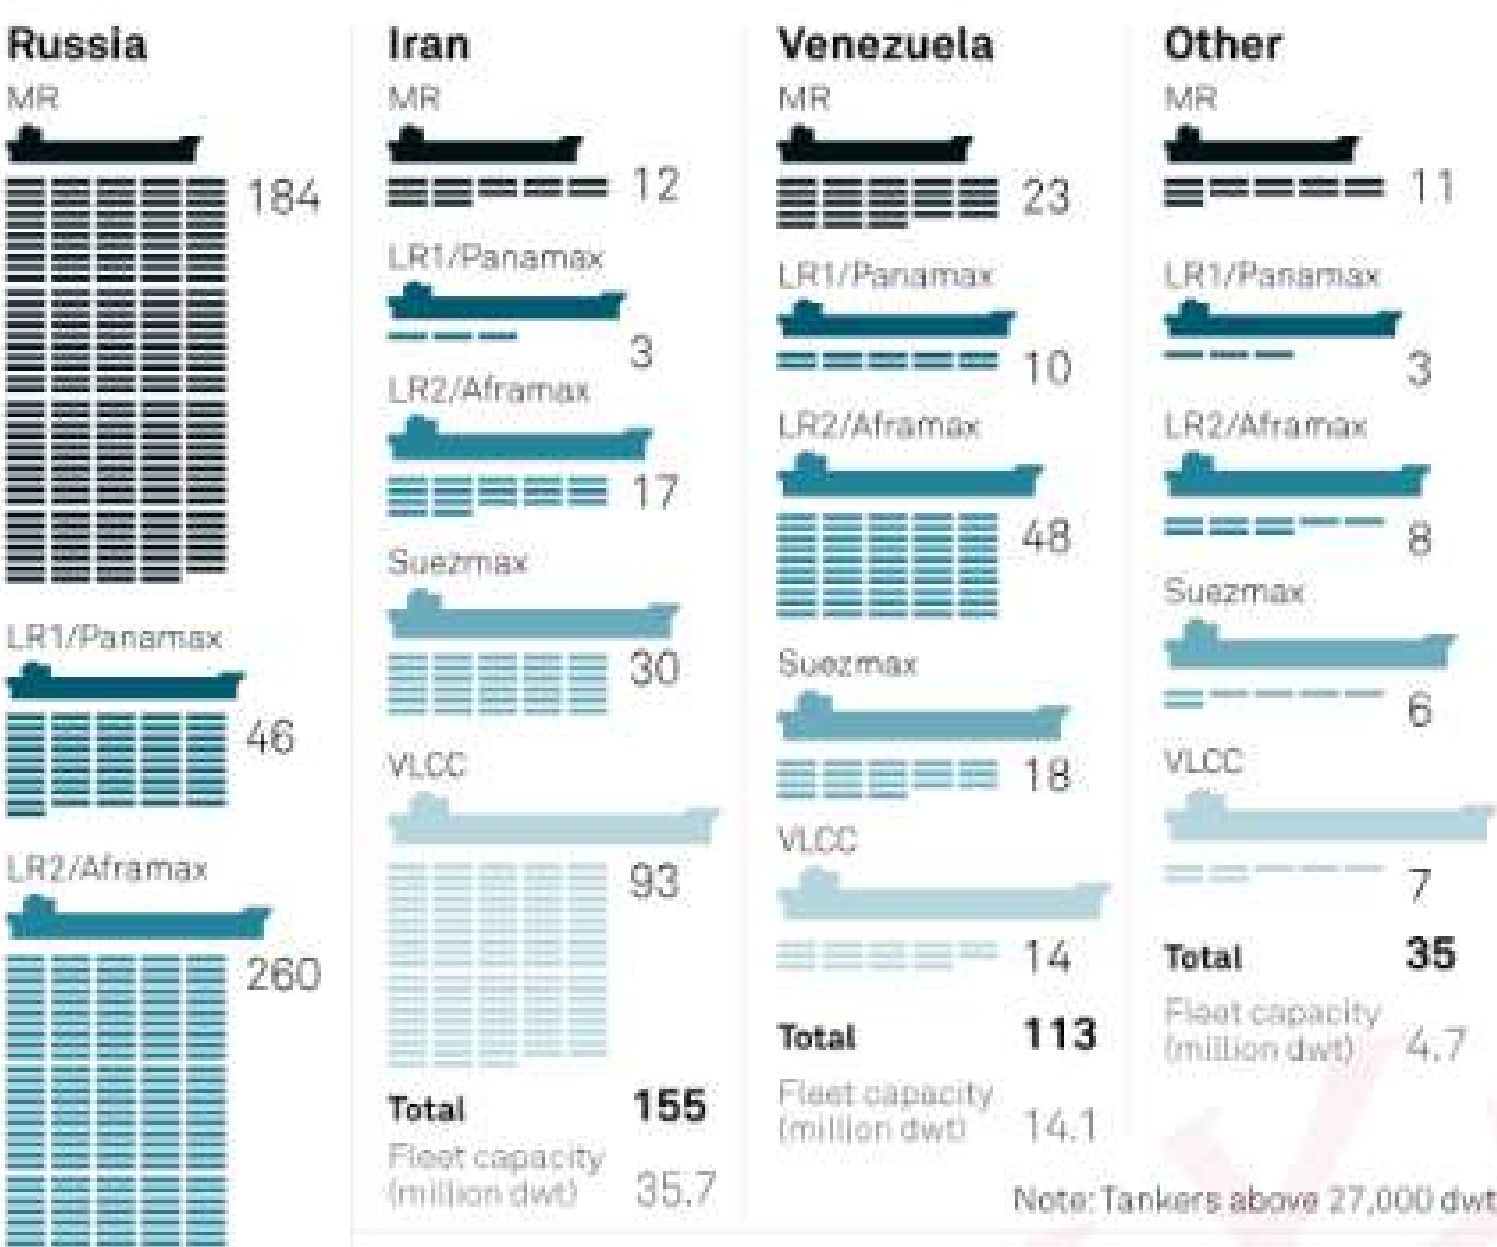 Russia
MR
184
LR1/Panamax
46
LR2/Aframax
260
Iran
MR
12
LR1/Panamax
3
LR2/Aframax
17
Suezmax
30
VLCC
93
Total 155
Fleet capacity
(million dwt) 35.7
Venezuela
MR
23
LR1/Panamax
10
LR2/Aframax
48
Suezmax
18
VLCC
14
Total 113
Fleet capacity
(million dwt) 14.1
Other
MR
11
LR1/Panamax
3
LR2/Aframax
8
Suezmax
6
VLCC
7
Total 35
Fleet capacity
(million dwt) 4.7
Note: Tankers above 27,000 dwt